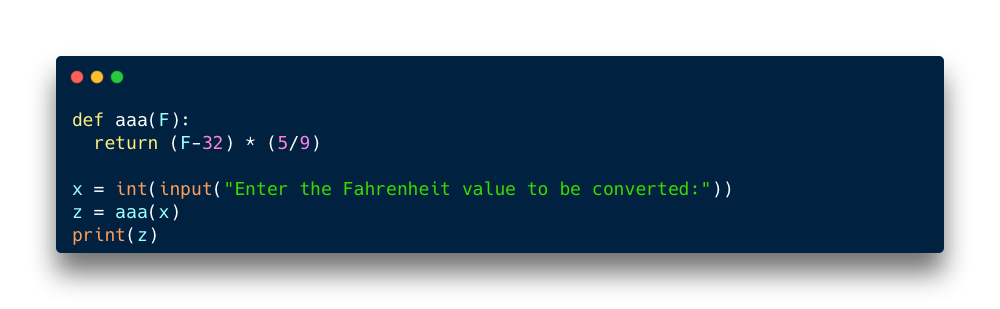 def aaa(F):
  return (F-32) * (5/9)

x = int(input("Enter the Fahrenheit value to be converted:"))
z = aaa(x)
print(z)